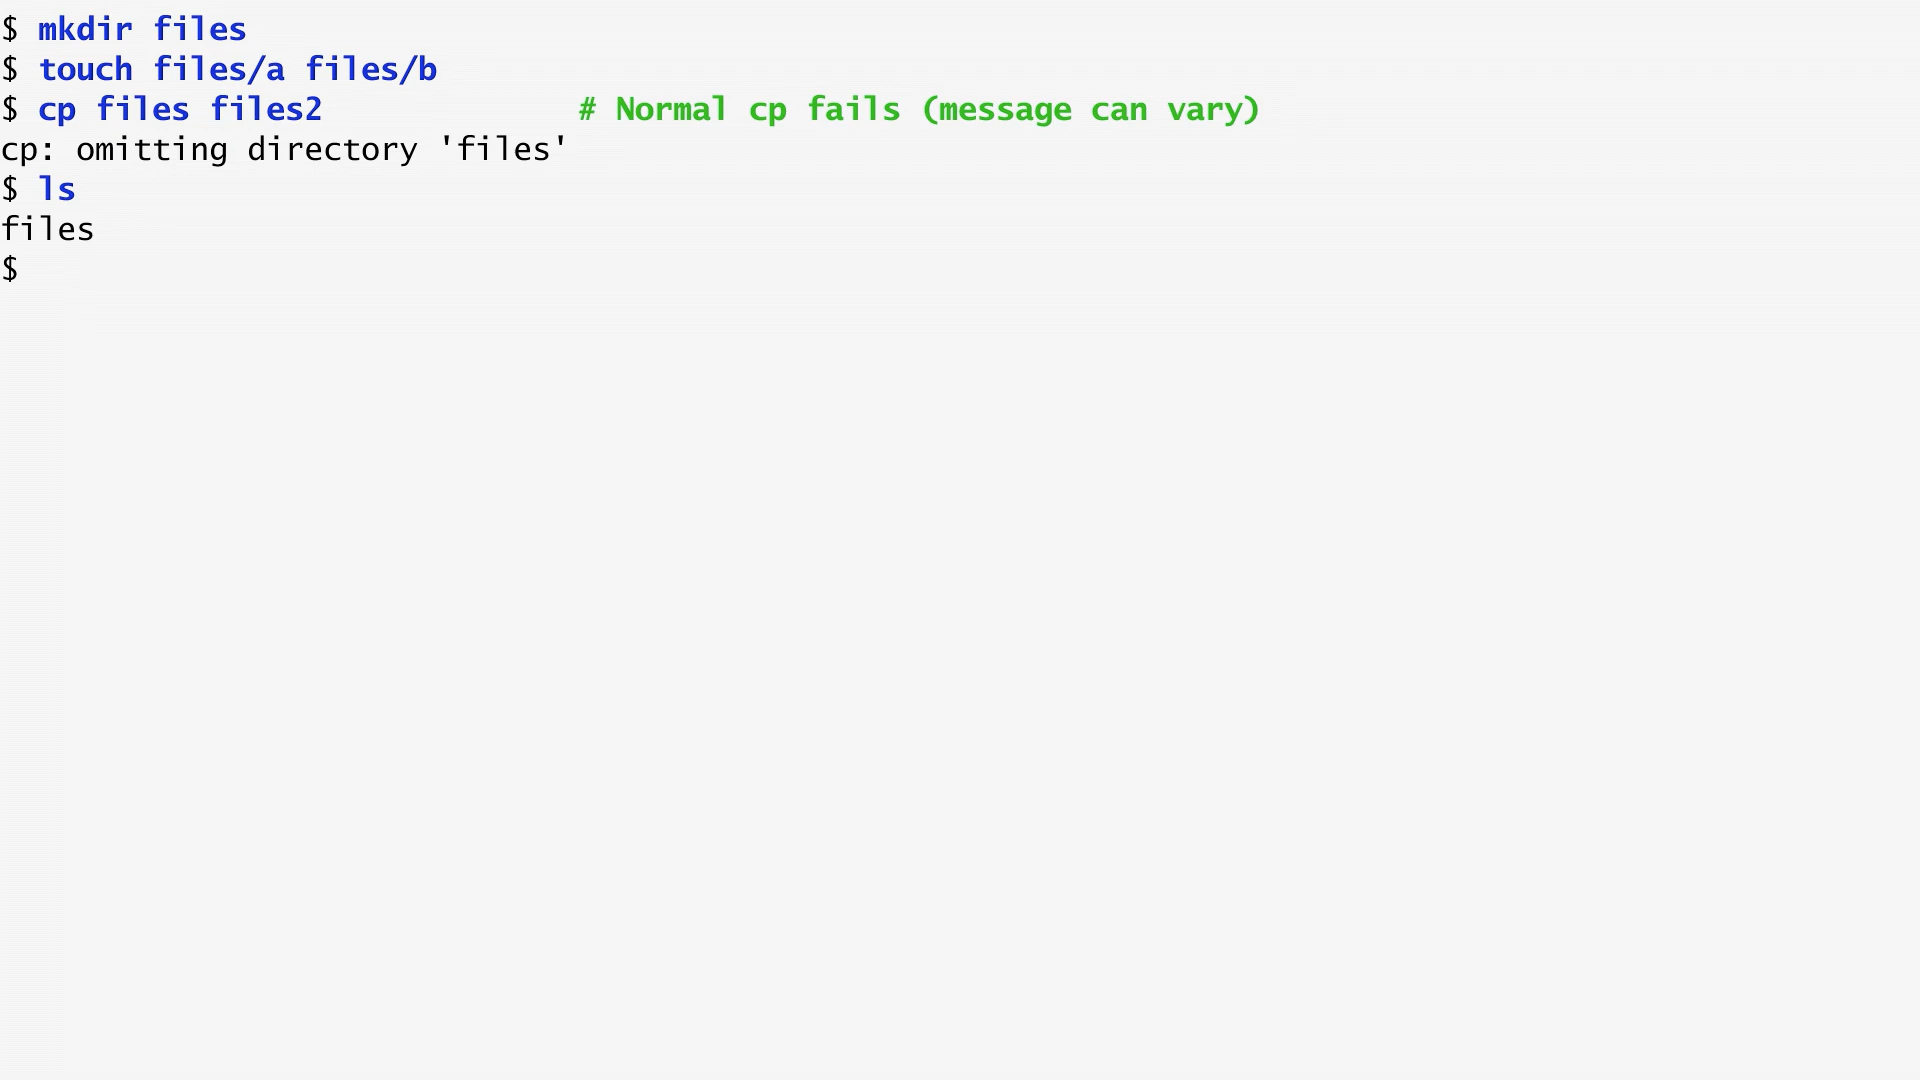 $ mkdir files
$ touch files/a files/b
$ cp files files2 # Normal cp fails (message can vary)
cp: omitting directory 'files'
$ ls
files
$